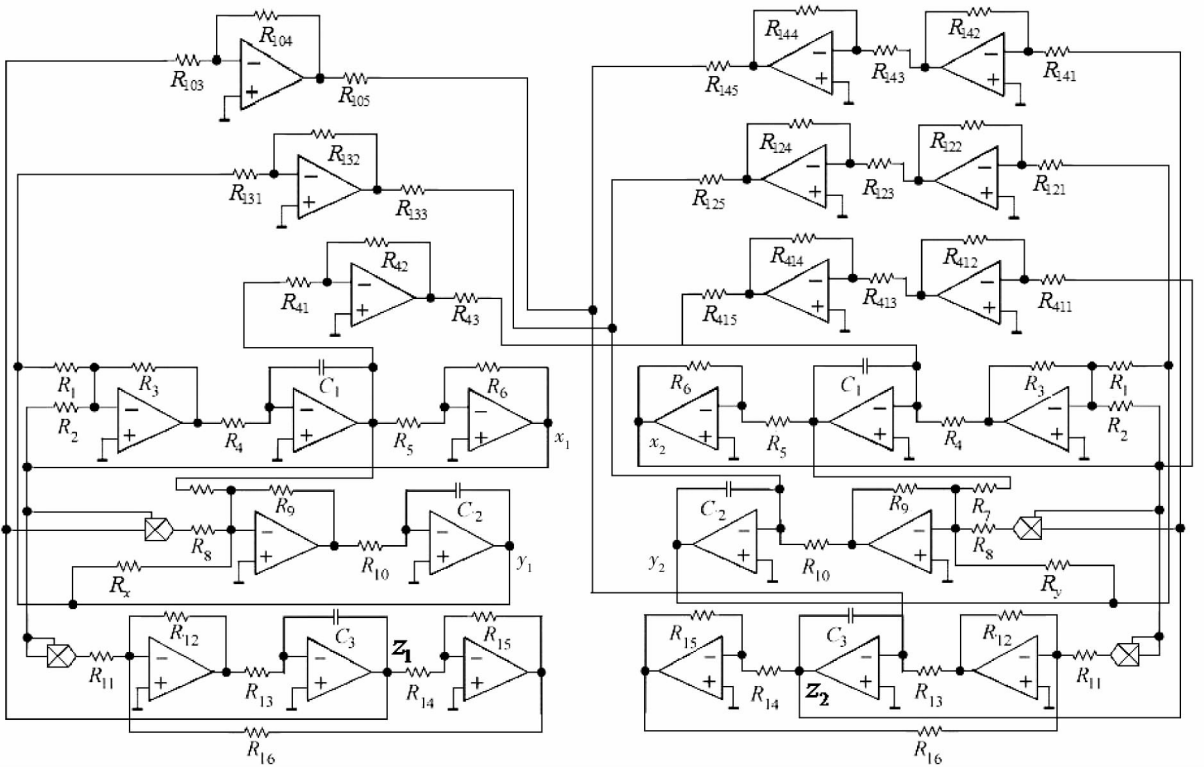 R104
R103
R105
R132
R131
R133
R42
R41
R43
R144
R142
R145
R143
R141
R124
R122
R125
R123
R121
R414
R412
R415
R413
R411
R1
R3
C1
R6
R2
R4
R5
x1
R6
C1
R3
R1
x2
R5
R4
R2
R9
C2
R8
R10
y1
Rx
C2
R9
R7
R8
y2
R10
Ry
R12
C3
z1
R15
R11
R13
R14
R16
R15
C3
R12
R14
z2
R13
R11
R16